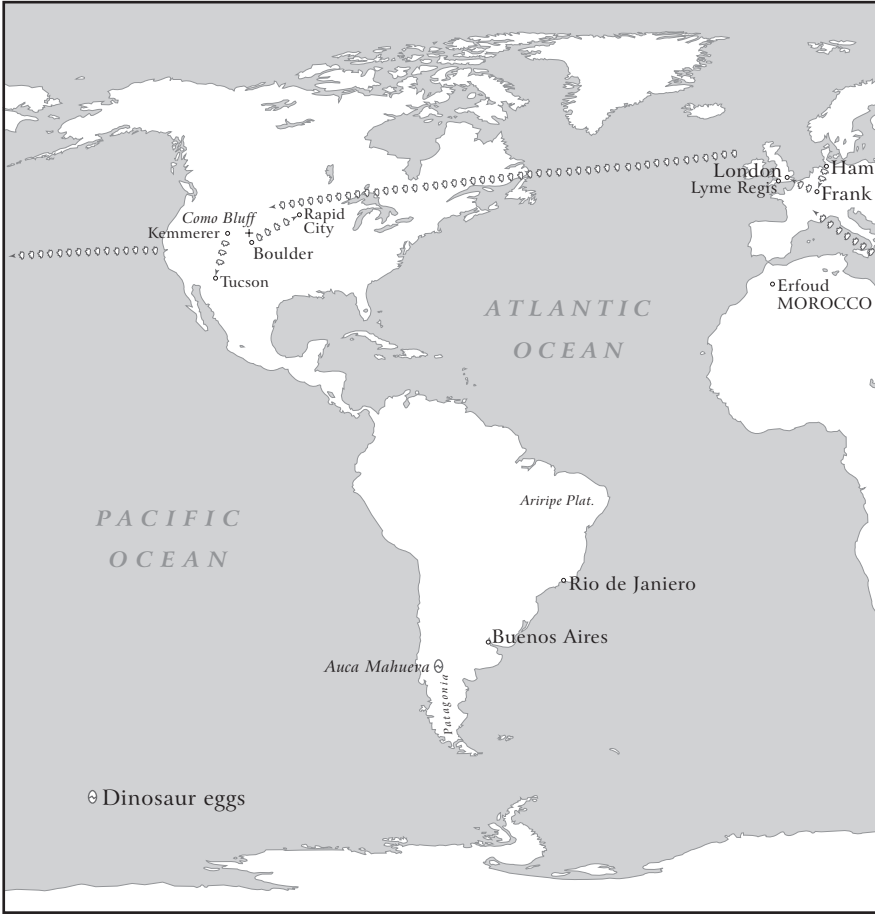 London
Ham
Lyme Regis
Frank
Como Bluff
Rapid
City
Kemmerer
Boulder
Tucson
Erfoud
MOROCCO
ATLANTIC
OCEAN
Ariripe Plat.
PACIFIC
OCEAN
Rio de Janiero
Buenos Aires
Auca Mahueva
Patagonia
Dinosaur eggs